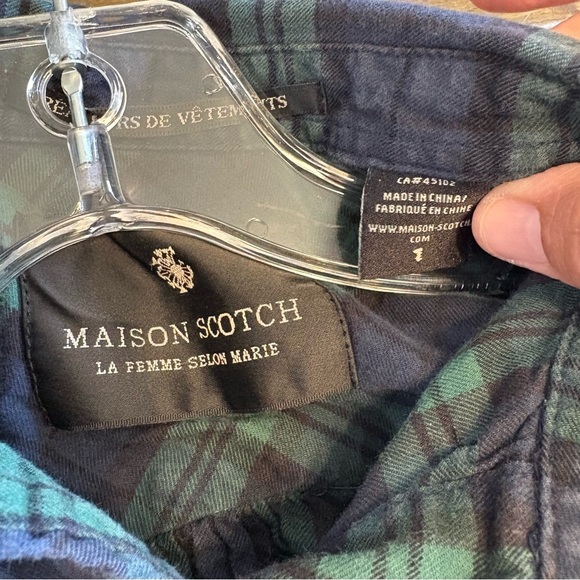 DE VÊTEMENTS
CA#45102
MADE IN CHINA/
FABRIQUÉ EN CHINE
WWW.MAISON-SCOTCH.
COM
1
MAISON SCOTCH
LA FEMME SELON MARIE